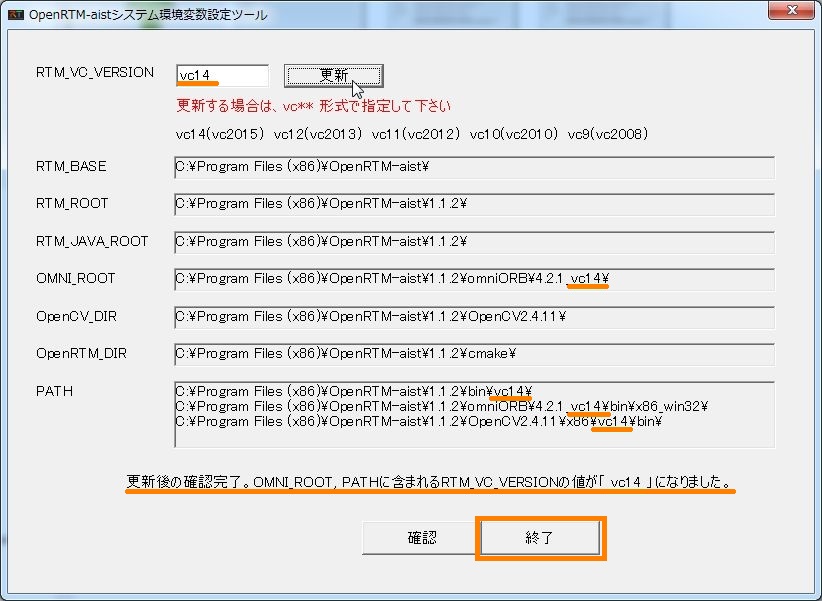 OpenRTM-aistシステム環境変数設定ツール
RTM_VC_VERSION vc14 更新
更新する場合は、vc** 形式で指定して下さい
vc14(vc2015) vc12(vc2013) vc11(vc2012) vc10(vc2010) vc9(vc2008)
RTM_BASE C:¥Program Files (x86)¥OpenRTM-aist¥
RTM_ROOT C:¥Program Files (x86)¥OpenRTM-aist¥1.1.2¥
RTM_JAVA_ROOT C:¥Program Files (x86)¥OpenRTM-aist¥1.1.2¥
OMNI_ROOT C:¥Program Files (x86)¥OpenRTM-aist¥1.1.2¥omniORB¥4.2.1_vc14¥
OpenCV_DIR C:¥Program Files (x86)¥OpenRTM-aist¥1.1.2¥OpenCV2.4.11¥
OpenRTM_DIR C:¥Program Files (x86)¥OpenRTM-aist¥1.1.2¥cmake¥
PATH C:¥Program Files (x86)¥OpenRTM-aist¥1.1.2¥bin¥vc14¥
C:¥Program Files (x86)¥OpenRTM-aist¥1.1.2¥omniORB¥4.2.1_vc14¥bin¥x86_win32¥
C:¥Program Files (x86)¥OpenRTM-aist¥1.1.2¥OpenCV2.4.11¥x86¥vc14¥bin¥
更新後の確認完了。OMNI_ROOT, PATHに含まれるRTM_VC_VERSIONの値が「 vc14 」になりました。
確認 終了